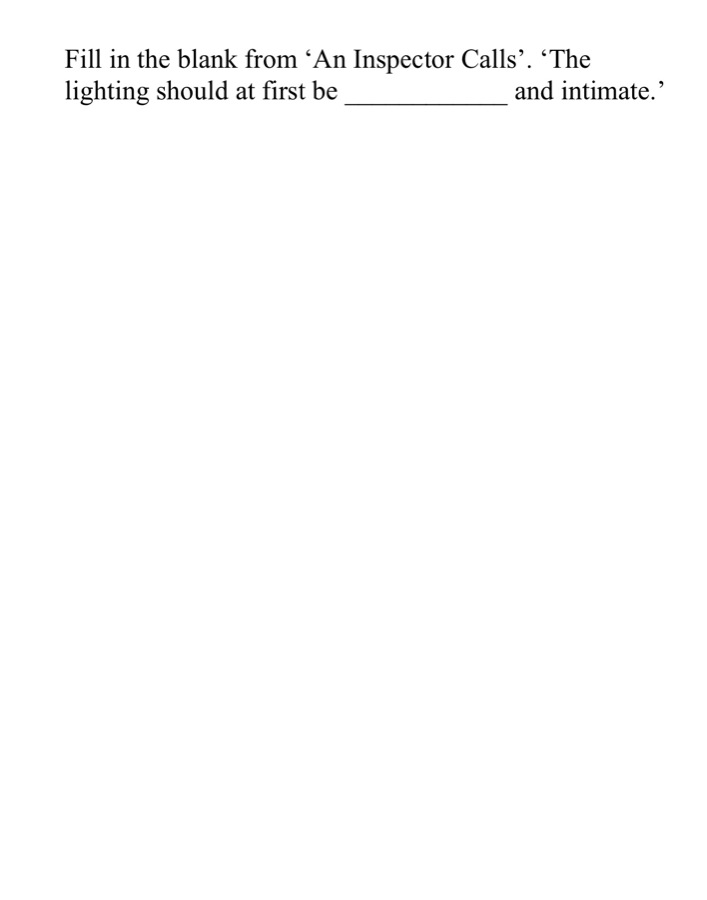 Fill in the blank from ‘An Inspector Calls’. ‘The
lighting should at first be ____________ and intimate.’